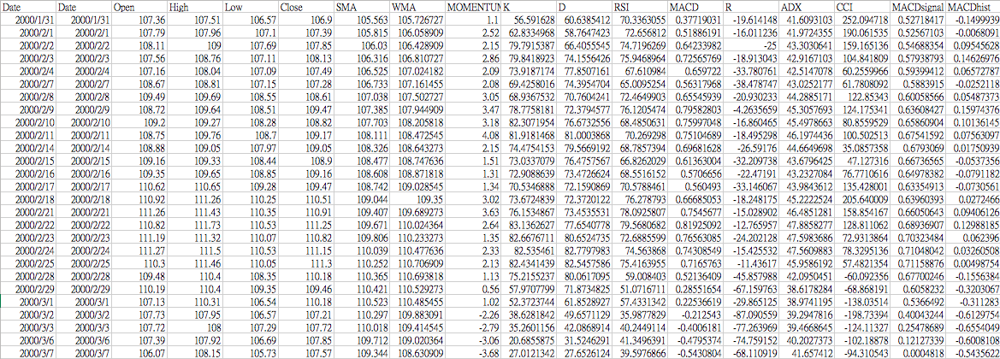 Date Date Open High Low Close SMA WMA MOMENTUM K D RSI MACD R ADX CCI MACDsignal MACDhist
2000/1/31 2000/1/31 107.36 107.51 106.57 106.9 105.563 105.726727 1.1 56.591628 60.6385412 70.3363055 0.37719031 -19.614148 41.6093103 252.094718 0.52718417 -0.1499939
2000/2/1 2000/2/1 107.79 107.96 107.1 107.39 105.815 106.058909 2.52 62.8334968 58.7647423 72.656812 0.51886191 -16.011236 41.9724355 190.061535 0.52567103 -0.0068091
2000/2/2 2000/2/2 108.11 109 107.69 107.85 106.03 106.428909 2.15 79.7915387 66.4055545 74.7196269 0.64233982 -25 43.3030641 159.165136 0.54688354 0.09545628
2000/2/3 2000/2/3 107.56 108.76 107.11 108.13 106.316 106.810727 2.86 79.8418923 74.1556426 75.9468964 0.72565769 -18.913043 42.9167103 104.841809 0.57938793 0.14626976
2000/2/4 2000/2/4 107.16 108.04 107.09 107.49 106.525 107.024182 2.09 73.9187174 77.8507161 67.610984 0.659722 -33.780761 42.5147078 60.2559966 0.59399412 0.06572787
2000/2/7 2000/2/7 108.67 108.81 107.15 107.28 106.733 107.161455 2.08 69.4258016 74.3954704 65.0095254 0.56317968 -38.478747 43.0252177 61.7808092 0.5883915 -0.0252118
2000/2/8 2000/2/8 109.49 109.69 108.55 108.61 107.038 107.502727 3.05 68.9367532 70.7604241 72.4649903 0.65545939 -20.930233 44.2885171 122.85343 0.60058566 0.05487373
2000/2/9 2000/2/9 108.72 109.64 108.51 109.47 107.385 107.944909 3.47 78.7758181 72.3794577 76.1205474 0.79582803 -4.2635659 45.3057693 124.175341 0.63608427 0.15974376
2000/2/10 2000/2/10 109.2 109.27 108.28 108.82 107.703 108.205818 3.18 82.3071954 76.6732556 68.4850631 0.75997048 -16.860465 45.4978663 80.8559529 0.65860904 0.10136145
2000/2/11 2000/2/11 108.75 109.76 108.7 109.17 108.111 108.472545 4.08 81.9181468 81.0003868 70.269298 0.75104689 -18.495298 46.1974436 100.502513 0.67541592 0.07563097
2000/2/14 2000/2/14 108.88 109.05 107.97 109.05 108.326 108.643273 2.15 74.4754153 79.5669192 68.7857394 0.69681628 -26.59176 44.6649698 35.0857358 0.6793069 0.01750939
2000/2/15 2000/2/15 109.16 109.33 108.44 108.9 108.477 108.747636 1.51 73.0337079 76.4757567 66.8262029 0.61363004 -32.209738 43.6796425 47.127316 0.66736565 -0.0537356
2000/2/16 2000/2/16 109.35 109.65 108.85 109.16 108.608 108.871818 1.31 72.9088639 73.4726624 68.5516152 0.5706656 -22.47191 43.2327084 76.7710616 0.64978382 -0.0791182
2000/2/17 2000/2/17 110.62 110.65 109.28 109.47 108.742 109.028545 1.34 70.5346888 72.1590869 70.5788461 0.560493 -33.146067 43.9843612 135.428001 0.63354913 -0.0730561
2000/2/18 2000/2/18 110.92 111.26 110.25 110.51 109.044 109.35 3.02 73.6724839 72.3720122 76.278793 0.66685053 -18.248175 45.2222524 205.640009 0.63960393 0.0272466
2000/2/21 2000/2/21 111.26 111.43 110.35 110.91 109.407 109.689273 3.63 76.1534867 73.4535531 78.0925807 0.7545677 -15.028902 46.4851281 158.854167 0.66050643 0.09406126
2000/2/22 2000/2/22 110.82 111.73 110.53 111.25 109.671 110.024364 2.64 83.1362627 77.6540778 79.5680682 0.81925092 -12.765957 47.8858277 128.811062 0.68936907 0.12988185
2000/2/23 2000/2/23 111.19 111.32 110.07 110.82 109.806 110.233273 1.35 82.6676711 80.6524735 72.6885599 0.76563085 -24.202128 47.5983686 72.9313864 0.70323484 0.062396
2000/2/24 2000/2/24 111.27 111.5 110.53 111.15 110.039 110.477636 2.33 82.535461 82.7797983 74.563868 0.74308549 -15.425532 47.5609883 78.3295136 0.71048042 0.03260508
2000/2/25 2000/2/25 110.3 111.46 110.05 111.3 110.252 110.706909 2.13 82.4341439 82.5457586 75.4163955 0.7165763 -11.43617 45.9586192 57.4821354 0.71158876 0.00498754
2000/2/28 2000/2/28 109.48 110.4 108.35 110.18 110.365 110.693818 1.13 75.2155237 80.0617095 59.008403 0.52136409 -45.857988 42.0950451 -60.092356 0.67700246 -0.1556384
2000/2/29 2000/2/29 110.19 110.4 109.35 109.46 110.421 110.529273 0.56 57.9707799 71.8734825 51.0716711 0.28551654 -67.159763 38.6178284 -68.868191 0.6058232 -0.3203067
2000/3/1 2000/3/1 107.13 110.31 106.54 110.18 110.523 110.485455 1.02 52.3723744 61.8528927 57.4331342 0.22536619 -29.865125 38.9741195 -138.03514 0.5366492 -0.311283
2000/3/2 2000/3/2 107.73 107.95 106.57 107.21 110.297 109.883091 -2.26 38.6281842 49.6571129 35.9877829 -0.212543 -87.090559 39.2947816 -198.73394 0.40043244 -0.6129754
2000/3/3 2000/3/3 107.72 108 107.29 107.72 110.018 109.414545 -2.79 35.2601156 42.0868914 40.2449114 -0.4006181 -77.263969 39.4668645 -124.11327 0.25478689 -0.6554049
2000/3/6 2000/3/6 107.39 107.92 106.69 107.85 109.712 109.020364 -3.06 20.6855875 31.5246291 41.3639613 -0.4795374 -74.759152 40.2027373 -102.18878 0.12127339 -0.6008108
2000/3/7 2000/3/7 106.07 108.15 105.73 107.57 109.344 108.630909 -3.68 27.0121342 27.6526124 39.5976866 -0.5430804 -68.110919 41.657412 -94.310543 0.0004818 -0.5435622